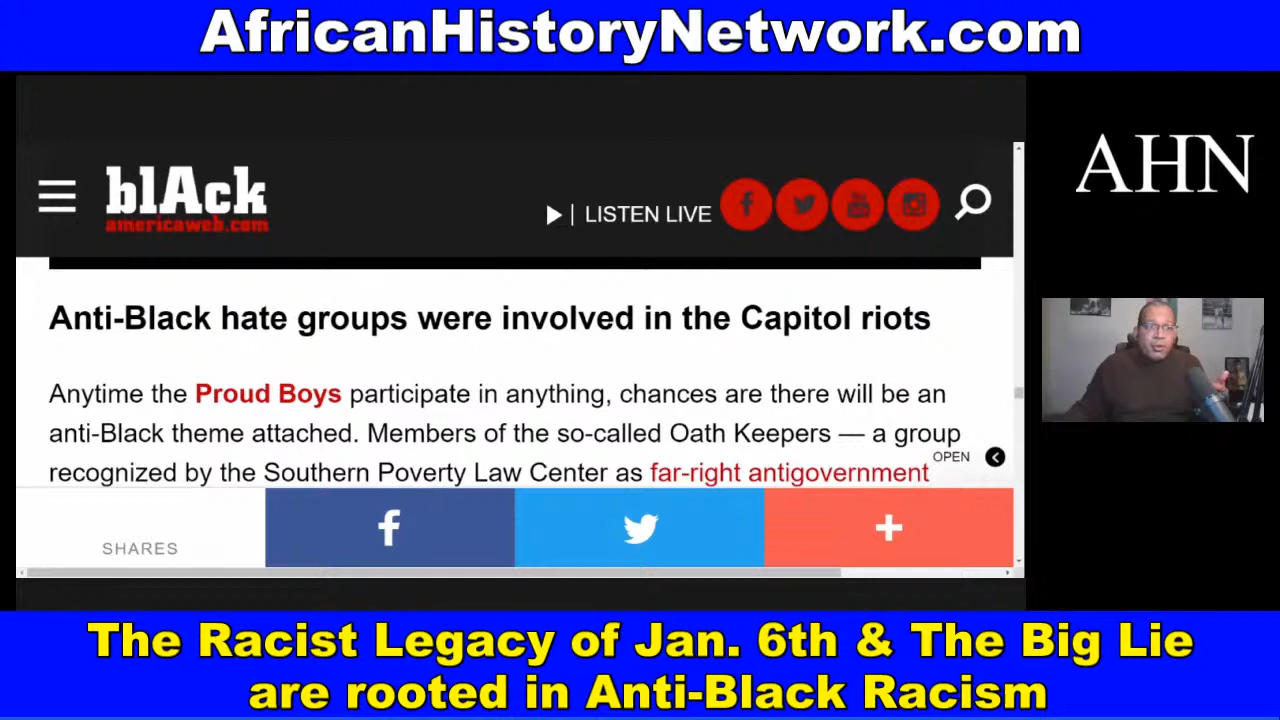 AfricanHistoryNetwork.com
AHN
blAck
americaweb.com
LISTEN LIVE
You
Tube
Anti-Black hate groups were involved in the Capitol riots
Anytime the Proud Boys participate in anything, chances are there will be an
anti-Black theme attached. Members of the so-called Oath Keepers — a group
recognized by the Southern Poverty Law Center as far-right antigovernment
OPEN
SHARES
The Racist Legacy of Jan. 6th & The Big Lie
are rooted in Anti-Black Racism